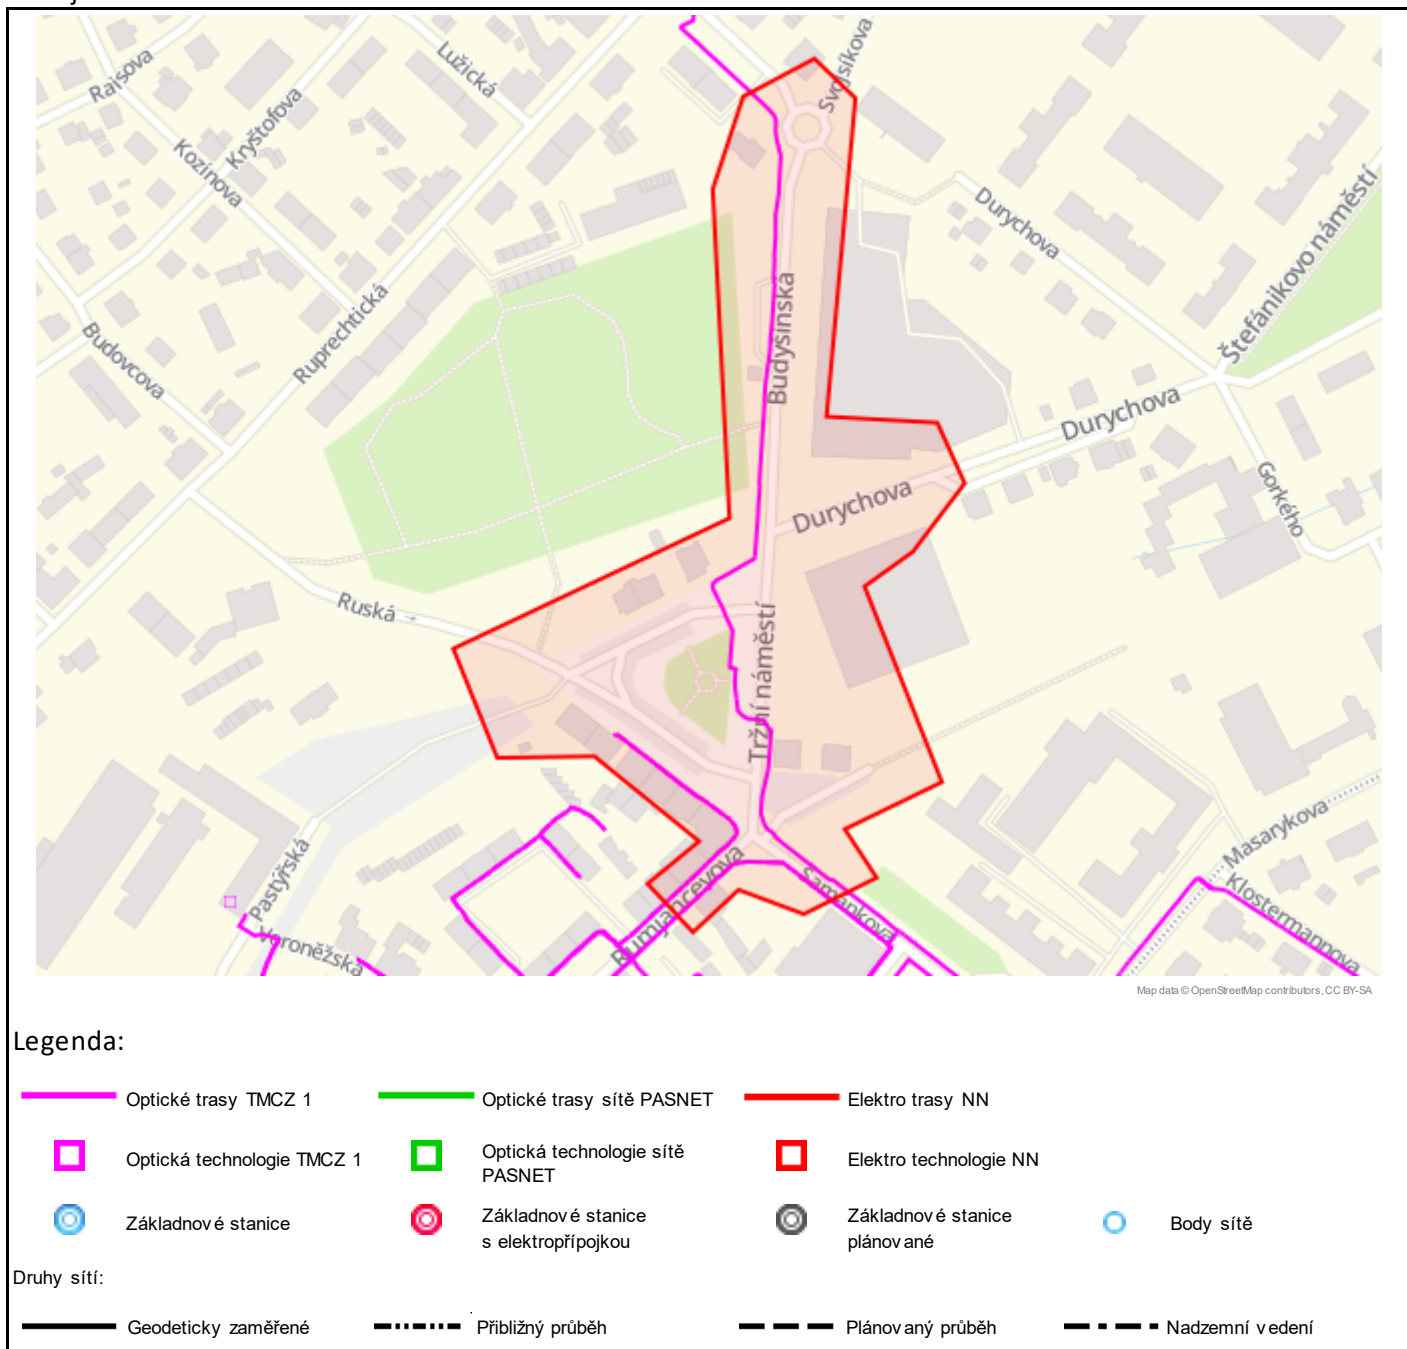 Raisova
Lužická
Svojsíkova
Kryštofova
Kozinova
Durychova
Štefánikovo náměstí
Budyšínská
Ruprechtická
Budovcova
Durychova
Durychova
Gorkého
Ruská
Tržní náměstí
Masarykova
Klostermannova
Pastýřská
Šamánkova
Rumjancevova
Voroněžská
Map data © OpenStreetMap contributors, CC BY-SA
Legenda:
Optické trasy TMCZ 1
Optické trasy sítě PASNET
Elektro trasy NN
Optická technologie TMCZ 1
Optická technologie sítě
PASNET
Elektro technologie NN
Základnové stanice
Základnové stanice
s elektropřípojkou
Základnové stanice
plánované
Body sítě
Druhy sítí:
Geodeticky zaměřené
Přibližný průběh
Plánovaný průběh
Nadzemní vedení